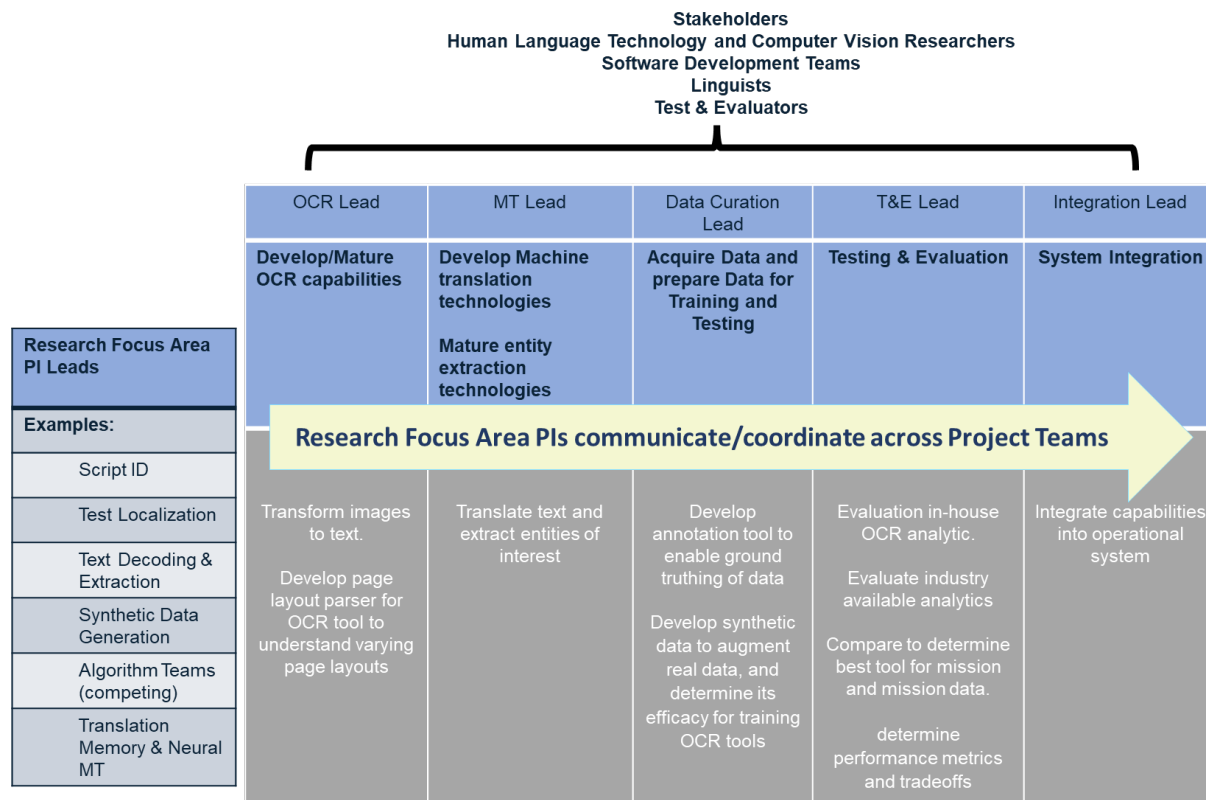 Stakeholders
Human Language Technology and Computer Vision Researchers
Software Development Teams
Linguists
Test & Evaluators
OCR Lead
MT Lead
Data Curation
Lead
T&E Lead
Integration Lead
Develop/Mature
OCR capabilities
Develop Machine
translation
technologies
Mature entity
extraction
technologies
Acquire Data and
prepare Data for
Training and
Testing
Testing & Evaluation
System Integration
Research Focus Area
PI Leads
Examples:
Script ID
Test Localization
Text Decoding &
Extraction
Synthetic Data
Generation
Algorithm Teams
(competing)
Translation
Memory & Neural
MT
Research Focus Area PIs communicate/coordinate across Project Teams
Transform images
to text.
Develop page
layout parser for
OCR tool to
understand varying
page layouts
Translate text and
extract entities of
interest
Develop
annotation tool to
enable ground
truthing of data
Develop synthetic
data to augment
real data, and
determine its
efficacy for training
OCR tools
Evaluation in-house
OCR analytic.
Evaluate industry
available analytics
Compare to determine
best tool for mission
and mission data.
determine
performance metrics
and tradeoffs
Integrate capabilities
into operational
system